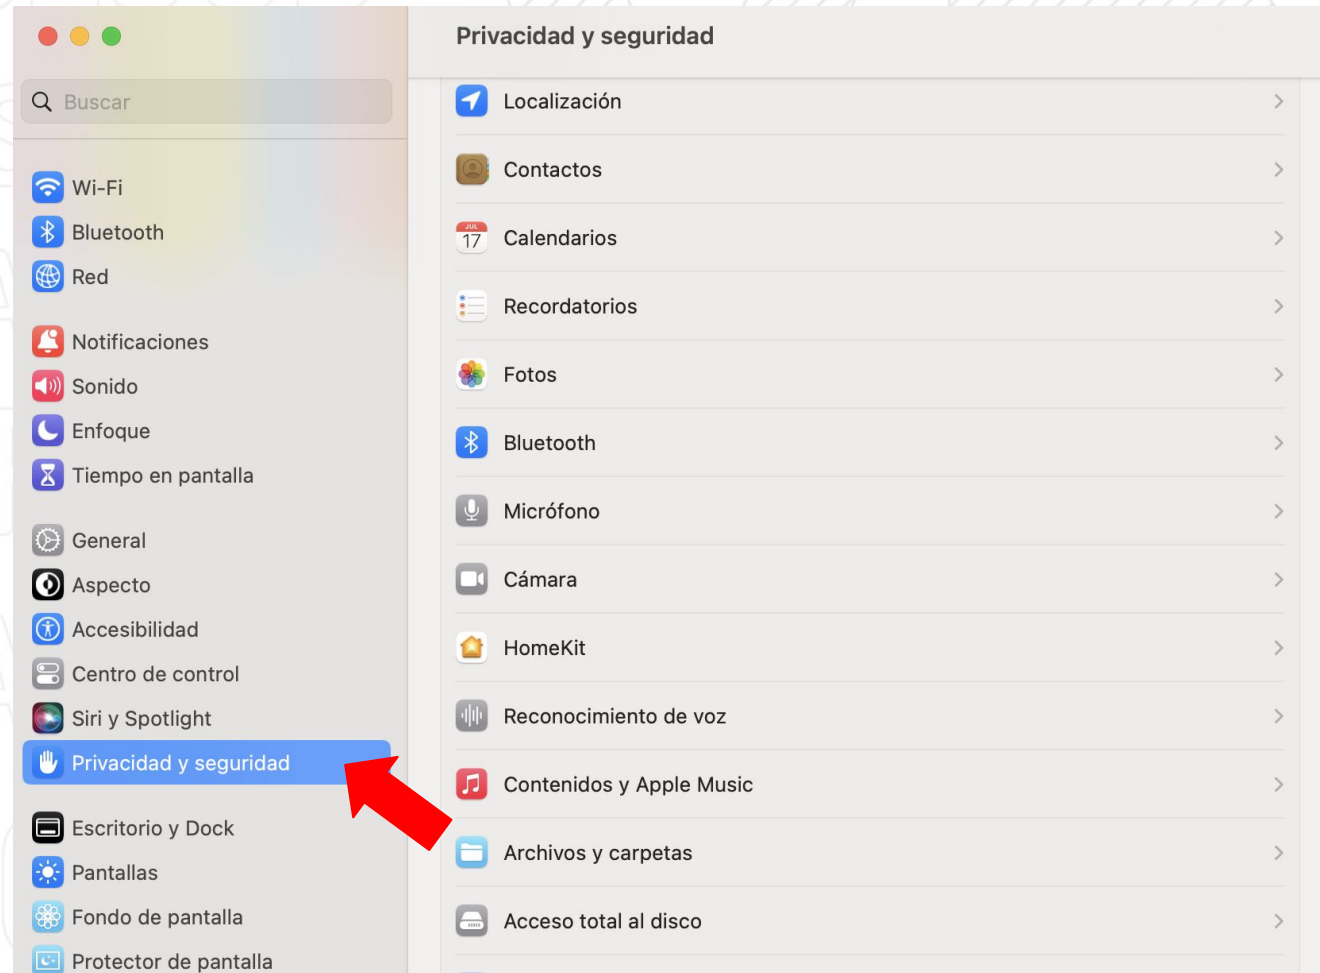 Privacidad y seguridad
Buscar
Wi-Fi
Bluetooth
Red
Notificaciones
Sonido
Enfoque
Tiempo en pantalla
General
Aspecto
Accesibilidad
Centro de control
Siri y Spotlight
Privacidad y seguridad
Escritorio y Dock
Pantallas
Fondo de pantalla
Protector de pantalla
Localización
Contactos
JUL
17
Calendarios
Recordatorios
Fotos
Bluetooth
Micrófono
Cámara
HomeKit
Reconocimiento de voz
Contenidos y Apple Music
Archivos y carpetas
Acceso total al disco